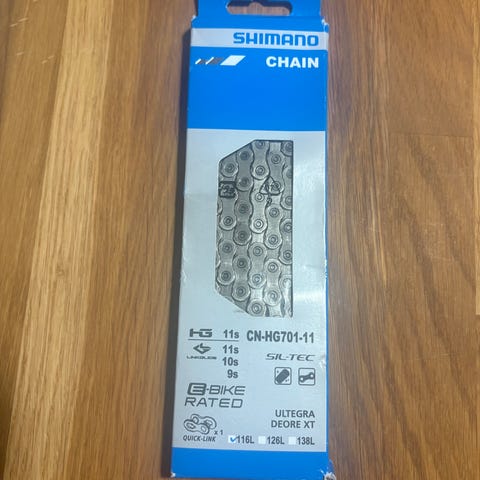 SHIMANO
CHAIN
HG 11s CN-HG701-11
LINKGLIDE 11s SIL-TEC
10s
9s
E-BIKE
RATED
ULTEGRA
DEORE XT
x 1
QUICK-LINK 116L 126L 138L